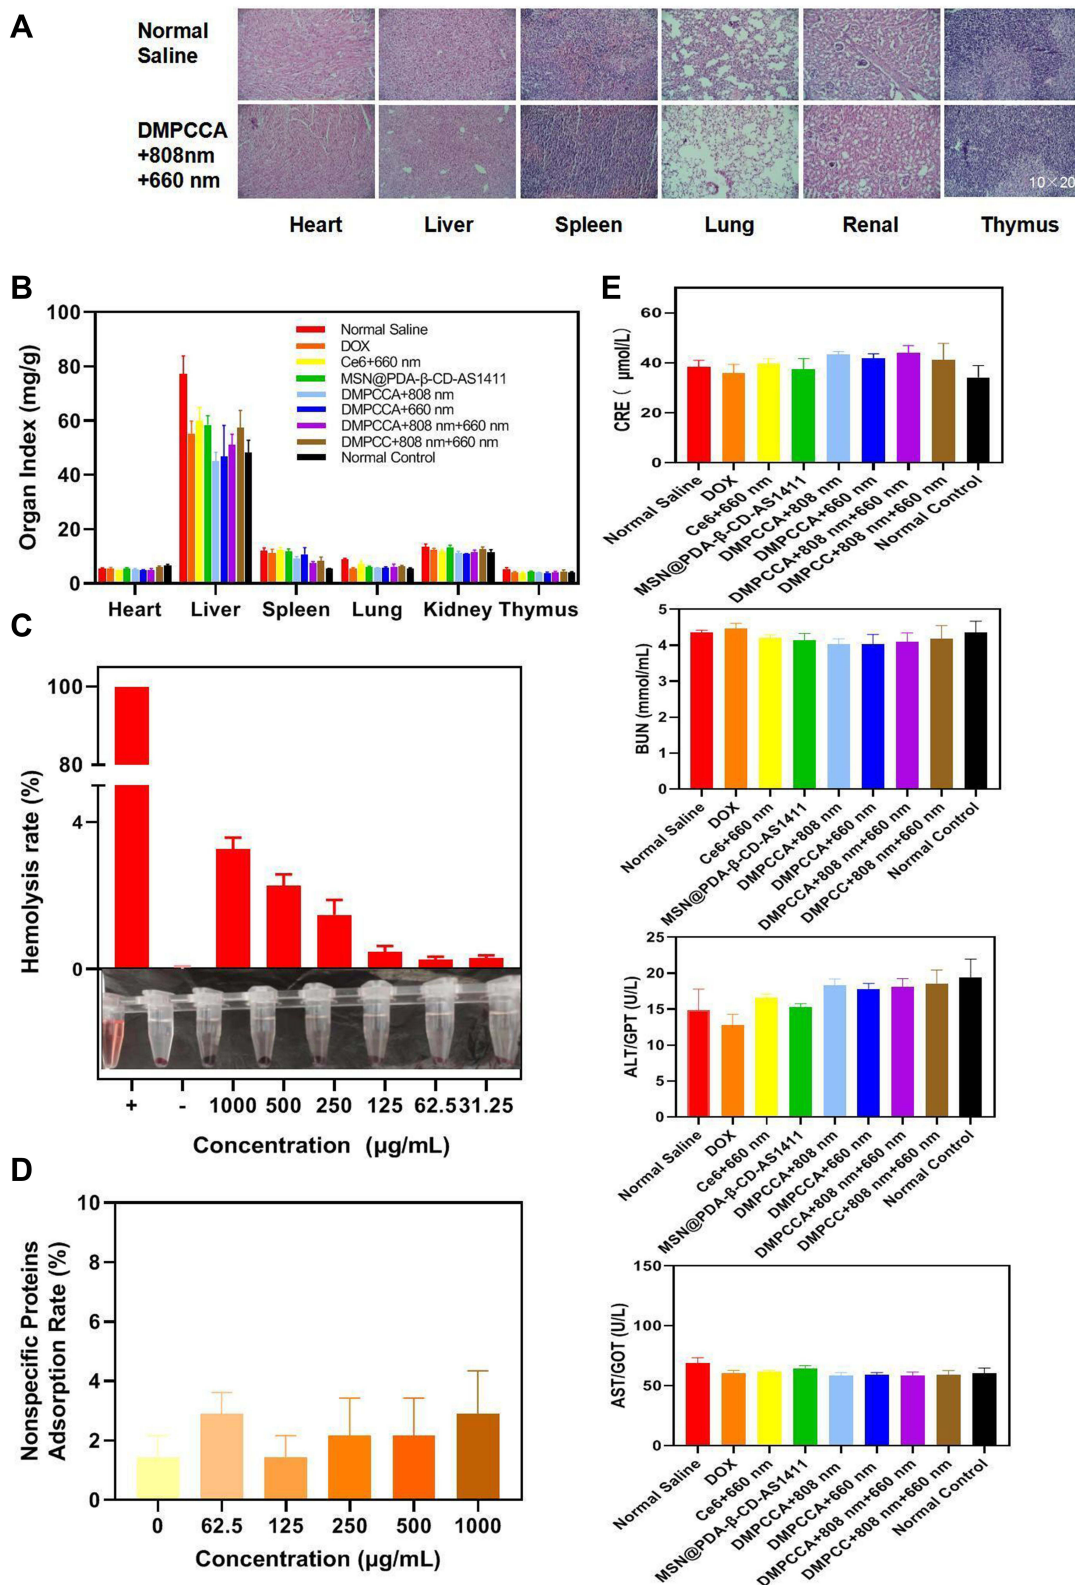 A
Normal
Saline
DMPCCA
+808nm
+660 nm
10×20
Heart Liver Spleen Lung Renal Thymus
B
Organ Index (mg/g)
100
80
60
40
20
0
Normal Saline
DOX
Ce6+660 nm
MSN@PDA-β-CD-AS1411
DMPCCA+808 nm
DMPCCA+660 nm
DMPCCA+808 nm+660 nm
DMPCC+808 nm+660 nm
Normal Control
Heart Liver Spleen Lung Kidney Thymus
C
Hemolysis rate (%)
100
80
4
0
+ - 1000 500 250 125 62.5 31.25
Concentration (μg/mL)
D
Nonspecific Proteins
Adsorption Rate (%)
10
8
6
4
2
0
0 62.5 125 250 500 1000
Concentration (μg/mL)
E
CRE ( μmol/L)
60
40
20
0
Normal Saline
DOX
Ce6+660 nm
MSN@PDA-β-CD-AS1411
DMPCCA+808 nm
DMPCCA+660 nm
DMPCCA+808 nm+660 nm
DMPCC+808 nm+660 nm
Normal Control
BUN (mmol/mL)
5
4
3
2
1
0
Normal Saline
DOX
Ce6+660 nm
MSN@PDA-β-CD-AS1411
DMPCCA+808 nm
DMPCCA+660 nm
DMPCCA+808 nm+660 nm
DMPCC+808 nm+660 nm
Normal Control
ALT/GPT (U/L)
25
20
15
10
5
0
Normal Saline
DOX
Ce6+660 nm
MSN@PDA-β-CD-AS1411
DMPCCA+808 nm
DMPCCA+660 nm
DMPCCA+808 nm+660 nm
DMPCC+808 nm+660 nm
Normal Control
AST/GOT (U/L)
150
100
50
0
Normal Saline
DOX
Ce6+660 nm
MSN@PDA-β-CD-AS1411
DMPCCA+808 nm
DMPCCA+660 nm
DMPCCA+808 nm+660 nm
DMPCC+808 nm+660 nm
Normal Control